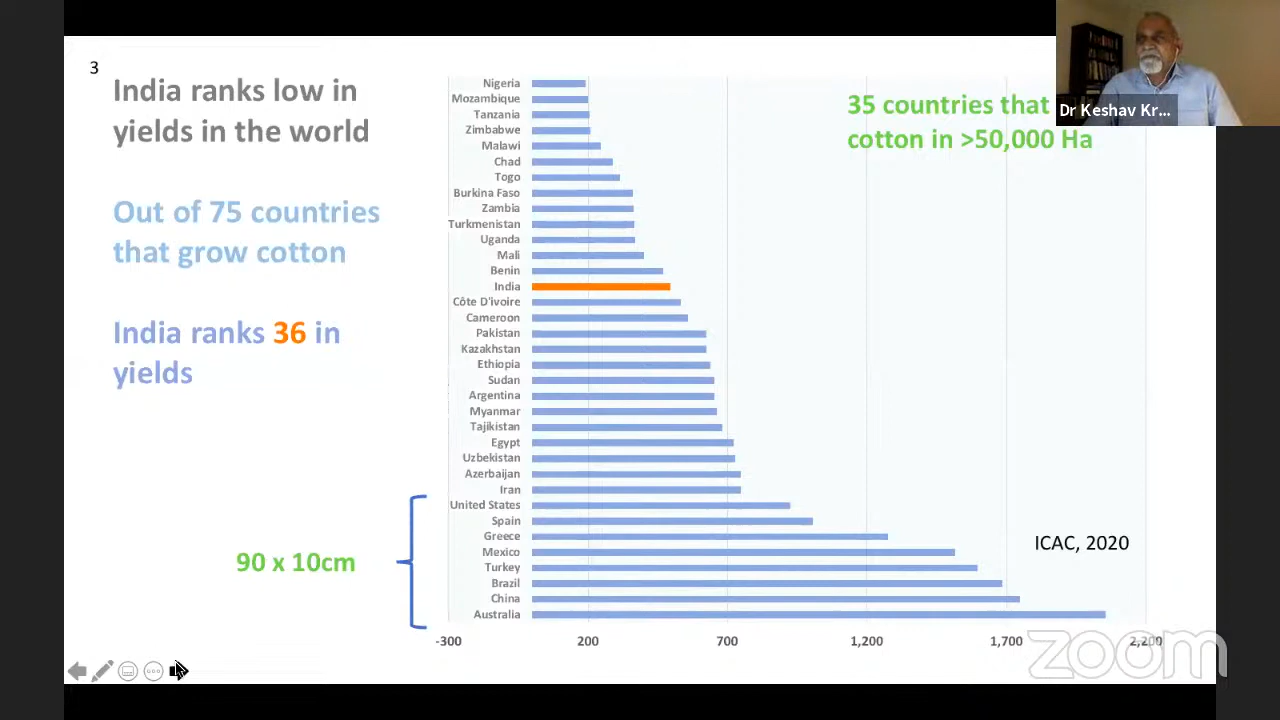 3
India ranks low in
yields in the world
Out of 75 countries
that grow cotton
India ranks 36 in
yields
90 x 10cm
35 countries that
cotton in >50,000 Ha
Dr Keshav Kr...
Nigeria
Mozambique
Tanzania
Zimbabwe
Malawi
Chad
Togo
Burkina Faso
Zambia
Turkmenistan
Uganda
Mali
Benin
India
Côte D'ivoire
Cameroon
Pakistan
Kazakhstan
Ethiopia
Sudan
Argentina
Myanmar
Tajikistan
Egypt
Uzbekistan
Azerbaijan
Iran
United States
Spain
Greece
Mexico
Turkey
Brazil
China
Australia
ICAC, 2020
-300 200 700 1,200 1,700 2,200
zoom